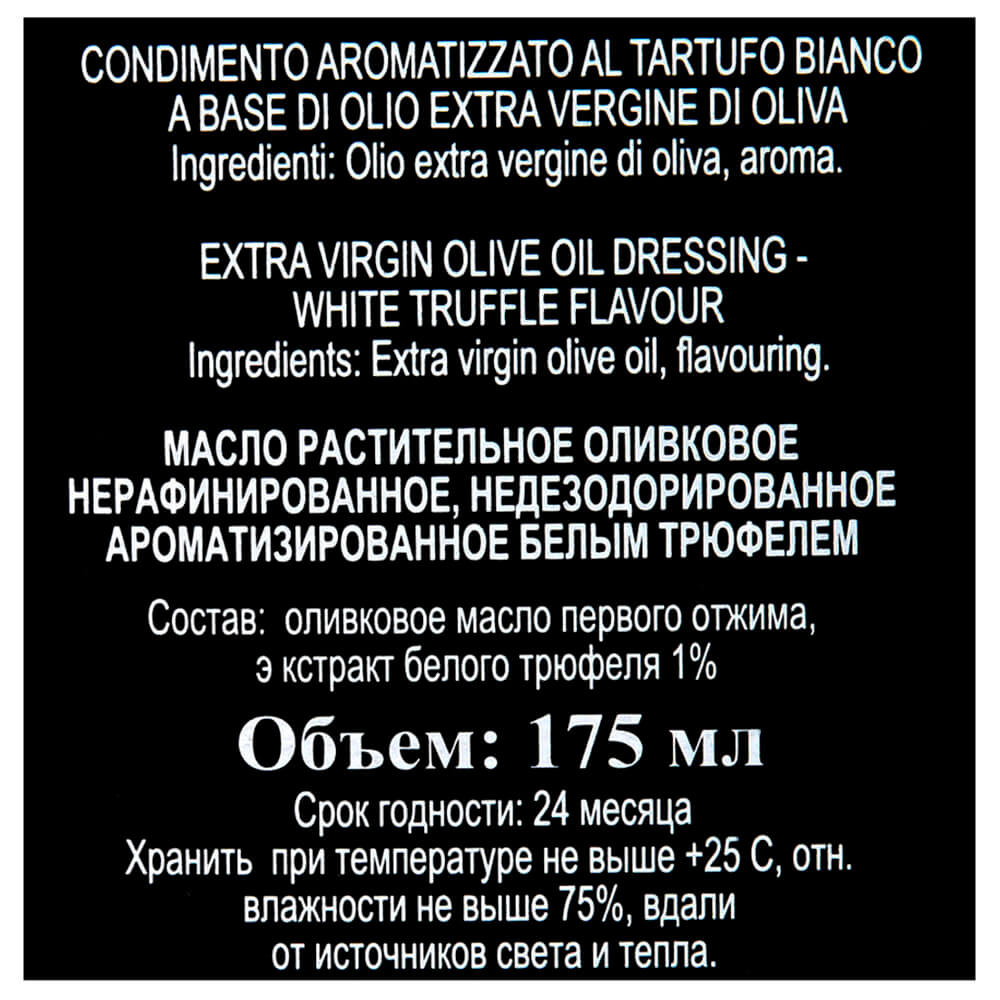 CONDIMENTO AROMATIZZATO AL TARTUFO BIANCO
A BASE DI OLIO EXTRA VERGINE DI OLIVA
Ingredienti: Olio extra vergine di oliva, aroma.
EXTRA VIRGIN OLIVE OIL DRESSING -
WHITE TRUFFLE FLAVOUR
Ingredients: Extra virgin olive oil, flavouring.
МАСЛО РАСТИТЕЛЬНОЕ ОЛИВКОВОЕ
НЕРАФИНИРОВАННОЕ, НЕДЕЗОДОРИРОВАННОЕ
АРОМАТИЗИРОВАННОЕ БЕЛЫМ ТРЮФЕЛЕМ
Состав: оливковое масло первого отжима,
э кстракт белого трюфеля 1%
Объем: 175 мл
Срок годности: 24 месяца
Хранить при температуре не выше +25 С, отн.
влажности не выше 75%, вдали
от источников света и тепла.